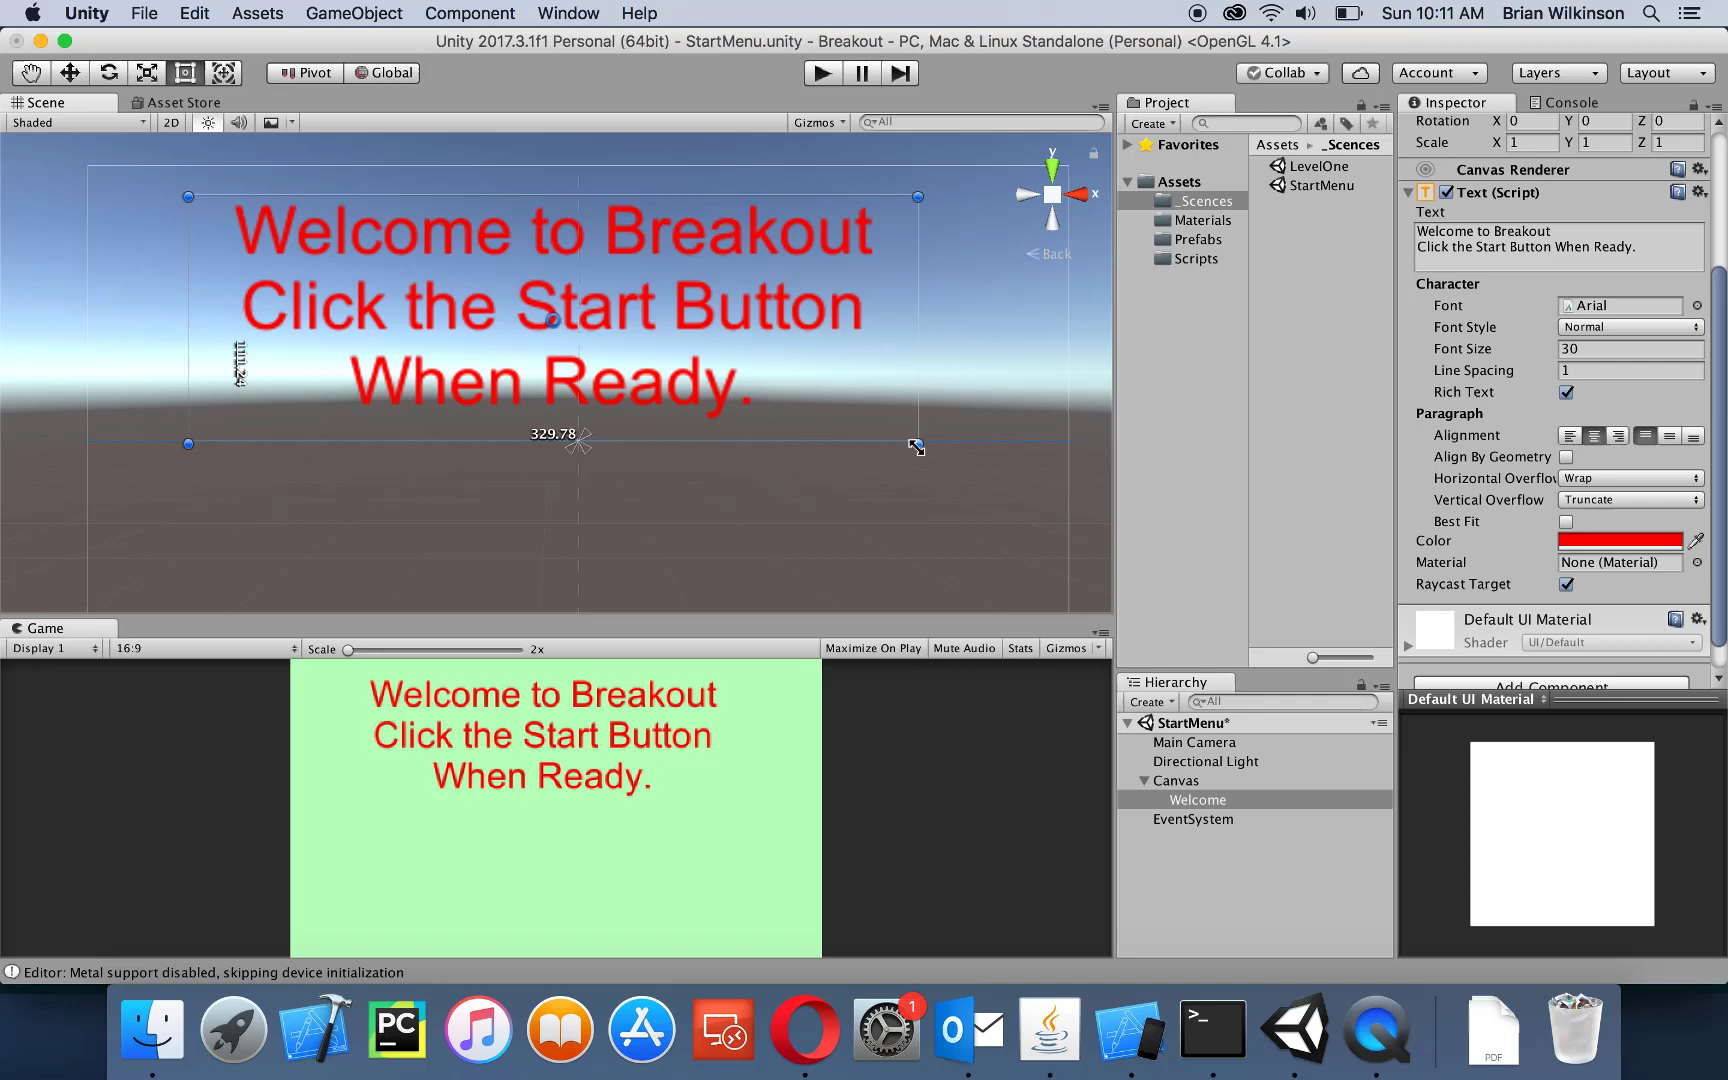 Unity File Edit Assets GameObject Component Window Help Sun 10:11 AM Brian Wilkinson
Unity 2017.3.1f1 Personal (64bit) - StartMenu.unity - Breakout - PC, Mac & Linux Standalone (Personal) <OpenGL 4.1>
Pivot Global Collab Account Layers Layout
Scene Asset Store
Shaded 2D Gizmos All
y
x
Back
Welcome to Breakout
Click the Start Button
When Ready.
329.78
Game
Display 1 16:9 Scale 2x Maximize On Play Mute Audio Stats Gizmos
Welcome to Breakout
Click the Start Button
When Ready.
Project
Create
Favorites
Assets
_Scences
Materials
Prefabs
Scripts
Assets _Scences
LevelOne
StartMenu
Hierarchy
Create All
StartMenu*
Main Camera
Directional Light
Canvas
Welcome
EventSystem
Inspector Console
Rotation X 0 Y 0 Z 0
Scale X 1 Y 1 Z 1
Canvas Renderer
T Text (Script)
Text
Welcome to Breakout
Click the Start Button When Ready.
Character
Font Arial
Font Style Normal
Font Size 30
Line Spacing 1
Rich Text
Paragraph
Alignment
Align By Geometry
Horizontal Overflow Wrap
Vertical Overflow Truncate
Best Fit
Color
Material None (Material)
Raycast Target
Default UI Material
Shader UI/Default
Add Component
Default UI Material
Editor: Metal support disabled, skipping device initialization
PC
1
O
>_
PDF